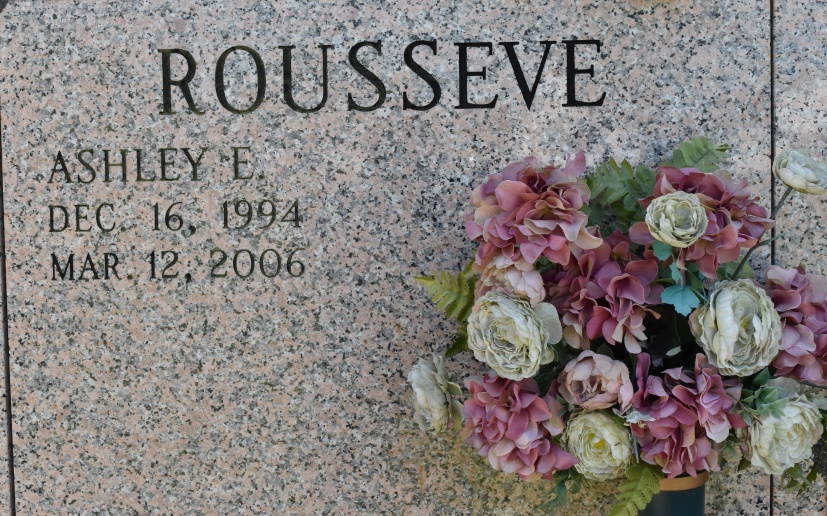 ROUSSEVE
ASHLEY E.
DEC. 16, 1994
MAR. 12, 2006